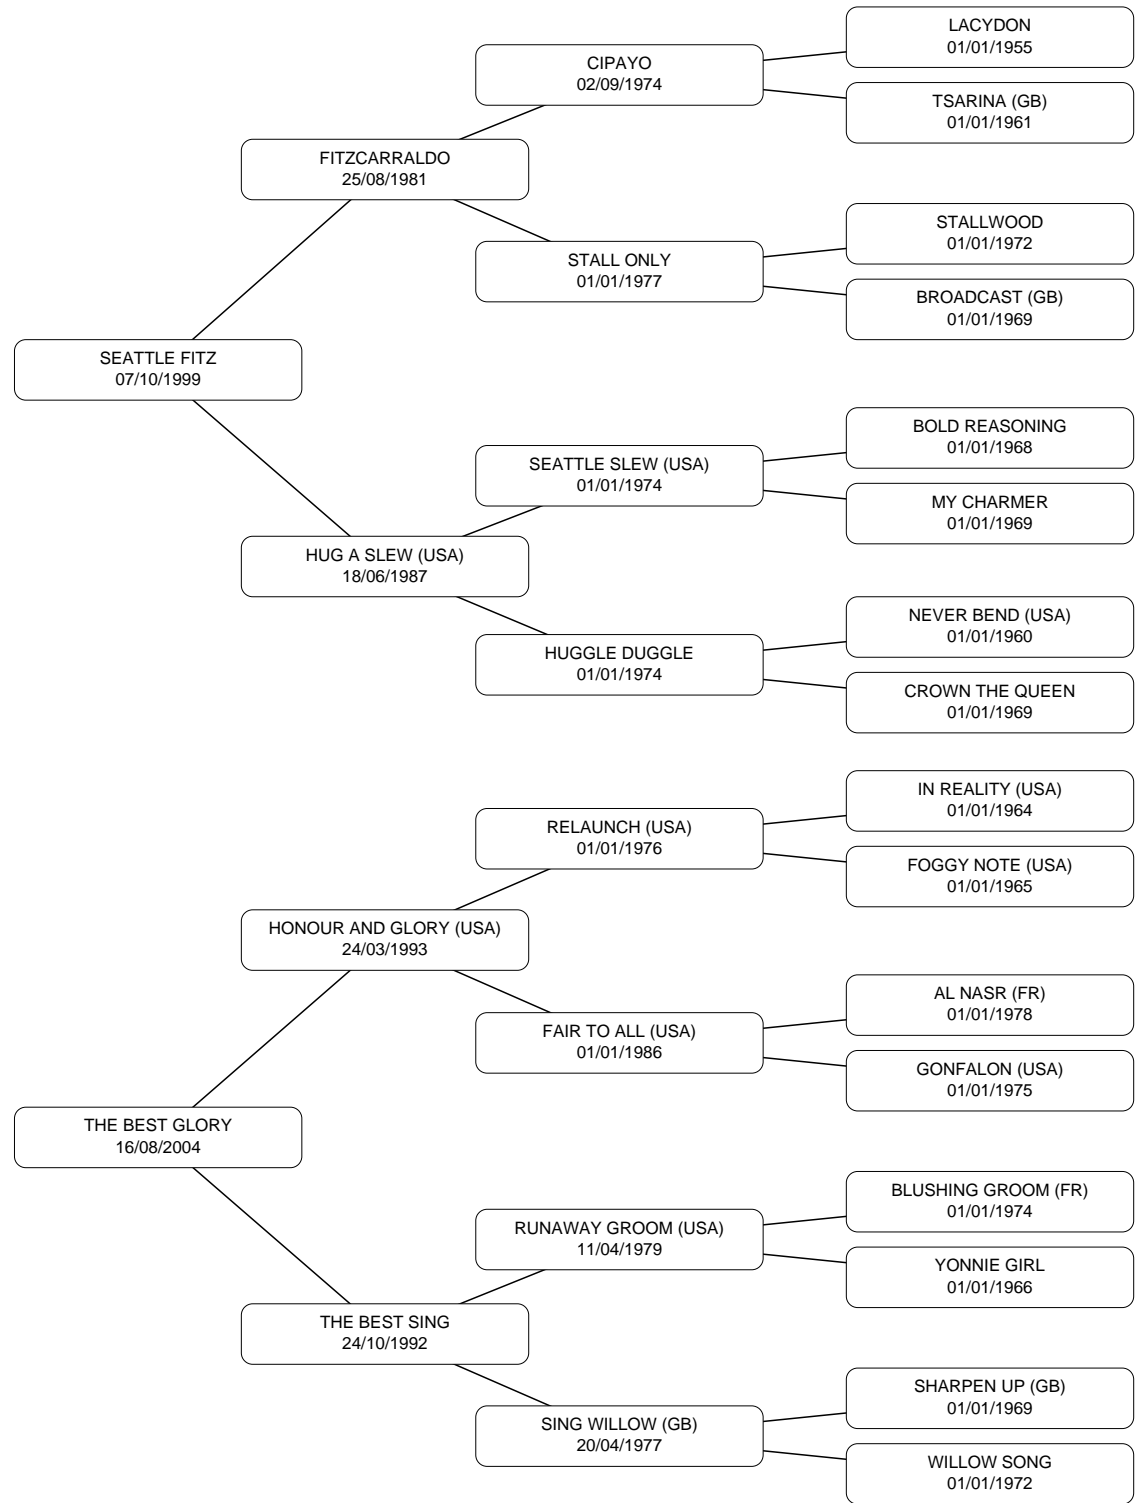 LACYDON
01/01/1955
CIPAYO
02/09/1974
TSARINA (GB)
01/01/1961
FITZCARRALDO
25/08/1981
STALLWOOD
01/01/1972
STALL ONLY
01/01/1977
BROADCAST (GB)
01/01/1969
SEATTLE FITZ
07/10/1999
BOLD REASONING
01/01/1968
SEATTLE SLEW (USA)
01/01/1974
MY CHARMER
01/01/1969
HUG A SLEW (USA)
18/06/1987
NEVER BEND (USA)
01/01/1960
HUGGLE DUGGLE
01/01/1974
CROWN THE QUEEN
01/01/1969
IN REALITY (USA)
01/01/1964
RELAUNCH (USA)
01/01/1976
FOGGY NOTE (USA)
01/01/1965
HONOUR AND GLORY (USA)
24/03/1993
AL NASR (FR)
01/01/1978
FAIR TO ALL (USA)
01/01/1986
GONFALON (USA)
01/01/1975
THE BEST GLORY
16/08/2004
BLUSHING GROOM (FR)
01/01/1974
RUNAWAY GROOM (USA)
11/04/1979
YONNIE GIRL
01/01/1966
THE BEST SING
24/10/1992
SHARPEN UP (GB)
01/01/1969
SING WILLOW (GB)
20/04/1977
WILLOW SONG
01/01/1972